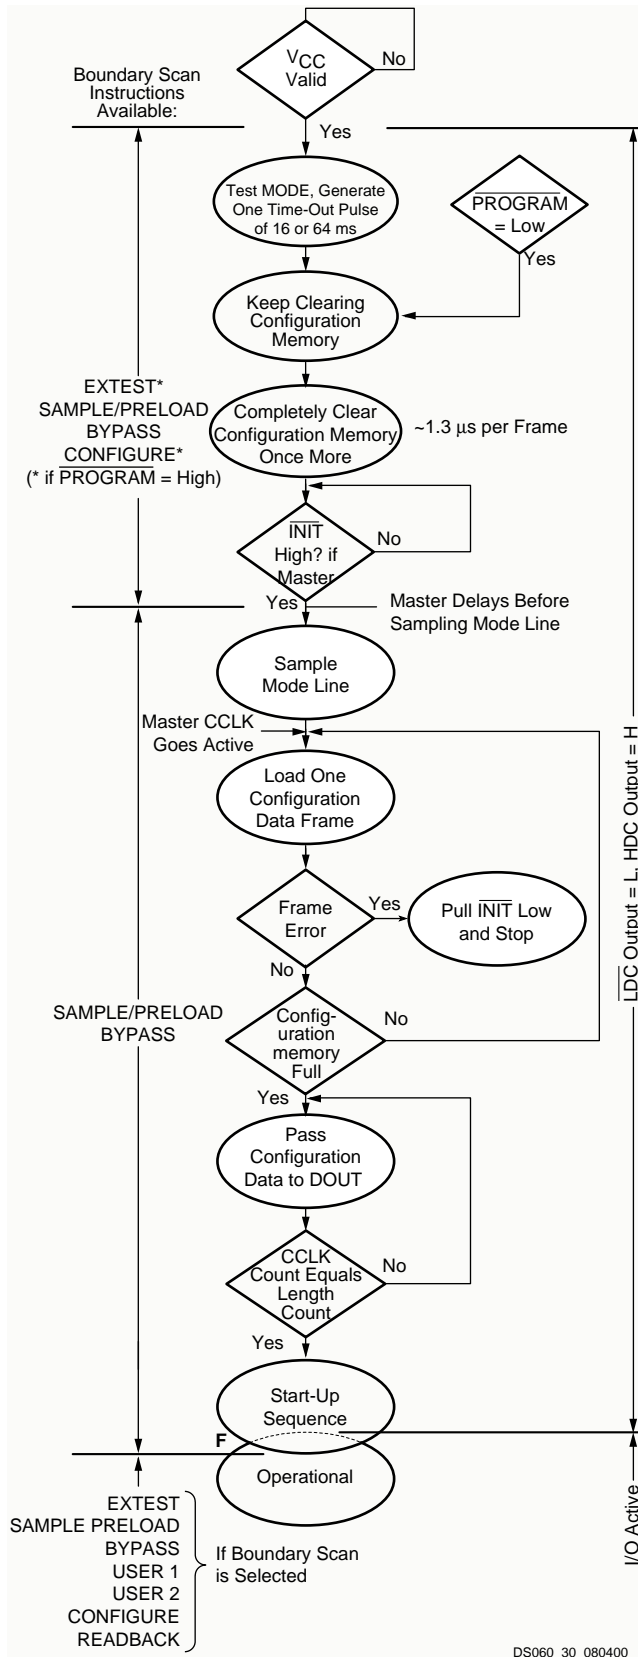 Boundary Scan
Instructions
Available:
VCC
Valid
No
Yes
Test MODE, Generate
One Time-Out Pulse
of 16 or 64 ms
PROGRAM
= Low
Yes
Keep Clearing
Configuration
Memory
EXTEST*
SAMPLE/PRELOAD
BYPASS
CONFIGURE*
(* if PROGRAM = High)
Completely Clear
Configuration Memory
Once More
~1.3 μs per Frame
INIT
High? if
Master
No
Yes
Master Delays Before
Sampling Mode Line
Sample
Mode Line
Master CCLK
Goes Active
Load One
Configuration
Data Frame
Frame
Error
Yes
Pull INIT Low
and Stop
No
SAMPLE/PRELOAD
BYPASS
Config-
uration
memory
Full
No
Yes
Pass
Configuration
Data to DOUT
CCLK
Count Equals
Length
Count
No
Yes
Start-Up
Sequence
F
Operational
LDC Output = L, HDC Output = H
I/O Active
EXTEST
SAMPLE PRELOAD
BYPASS
USER 1
USER 2
CONFIGURE
READBACK
If Boundary Scan
is Selected
DS060_30_080400